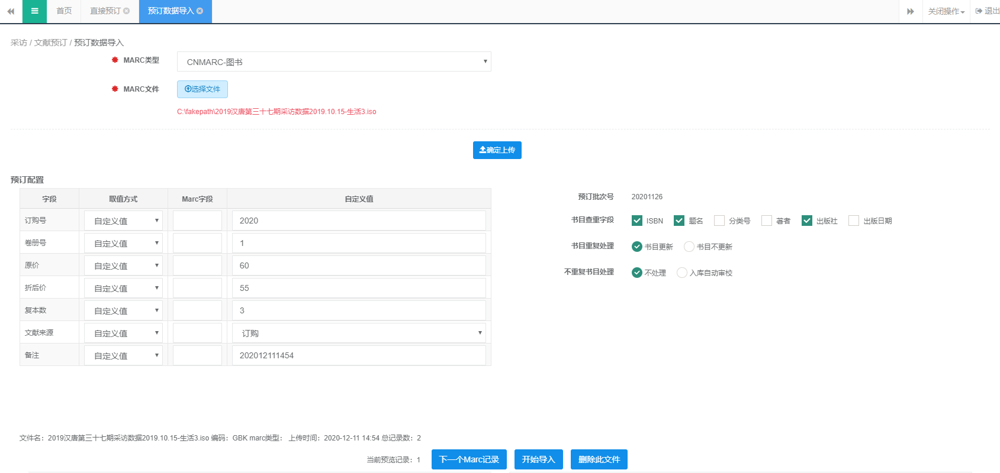 首页 直接预订 预订数据导入 关闭操作 退出
采访 / 文献预订 / 预订数据导入
MARC类型 CNMARC-图书
MARC文件 选择文件
C:\fakepath\2019汉唐第三十七期采访数据2019.10.15-生活3.iso
确定上传
预订配置
字段 取值方式 Marc字段 自定义值
订购号 自定义值 2020
卷册号 自定义值 1
原价 自定义值 60
折后价 自定义值 55
复本数 自定义值 3
文献来源 自定义值 订购
备注 自定义值 202012111454
预订批次号 20201126
书目查重字段 ISBN 题名 分类号 著者 出版社 出版日期
书目重复处理 书目更新 书目不更新
不重复书目处理 不处理 入库自动审校
文件名：2019汉唐第三十七期采访数据2019.10.15-生活3.iso 编码：GBK marc类型： 上传时间：2020-12-11 14:54 总记录数：2
当前预览记录：1 下一个Marc记录 开始导入 删除此文件